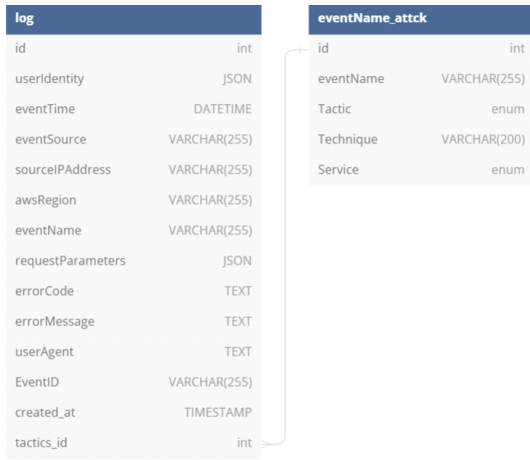 log
id int
userIdentity JSON
eventTime DATETIME
eventSource VARCHAR(255)
sourceIPAddress VARCHAR(255)
awsRegion VARCHAR(255)
eventName VARCHAR(255)
requestParameters JSON
errorCode TEXT
errorMessage TEXT
userAgent TEXT
EventID VARCHAR(255)
created_at TIMESTAMP
tactics_id int
eventName_attck
id int
eventName VARCHAR(255)
Tactic enum
Technique VARCHAR(200)
Service enum